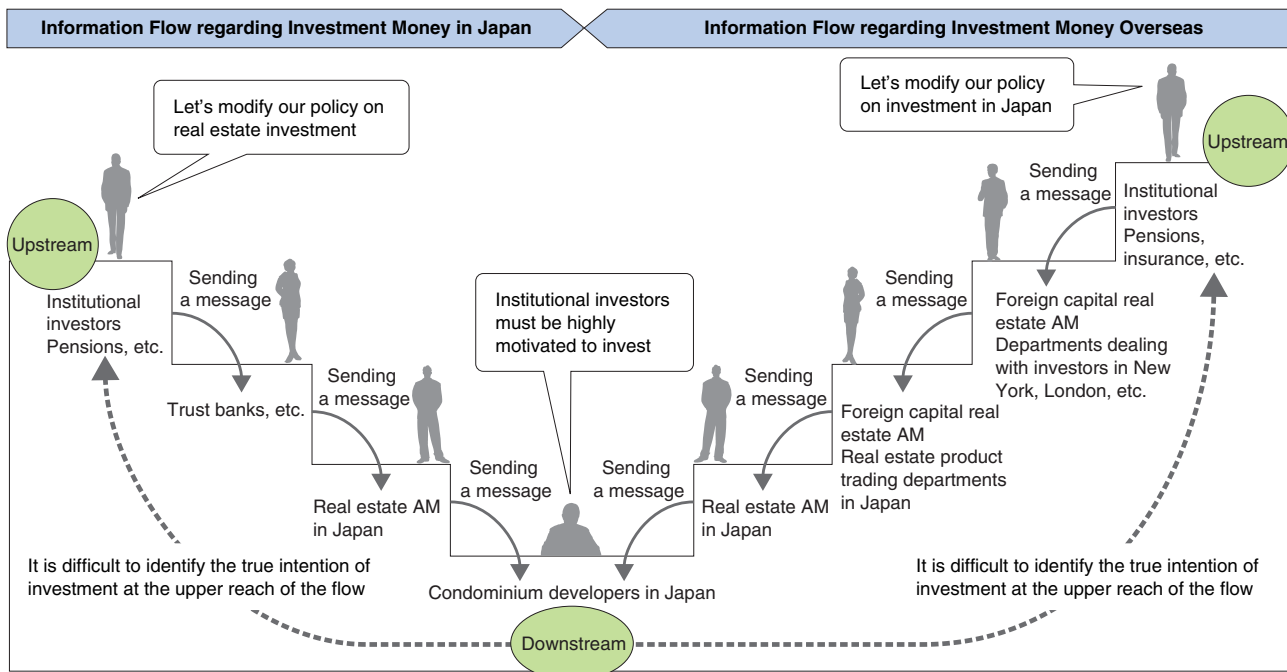 Information Flow regarding Investment Money in Japan
Information Flow regarding Investment Money Overseas
Let's modify our policy on
real estate investment
Let's modify our policy
on investment in Japan
Upstream
Upstream
Sending
a message
Institutional
investors
Pensions,
insurance, etc.
Sending
a message
Institutional
investors
Pensions, etc.
Institutional investors
must be highly
motivated to invest
Sending
a message
Foreign capital real
estate AM
Departments dealing
with investors in New
York, London, etc.
Sending
a message
Trust banks, etc.
Sending
a message
Foreign capital real
estate AM
Real estate product
trading departments
in Japan
Sending
a message
Real estate AM
in Japan
Sending
a message
Real estate AM
in Japan
It is difficult to identify the true intention of
investment at the upper reach of the flow
It is difficult to identify the true intention of
investment at the upper reach of the flow
Condominium developers in Japan
Downstream